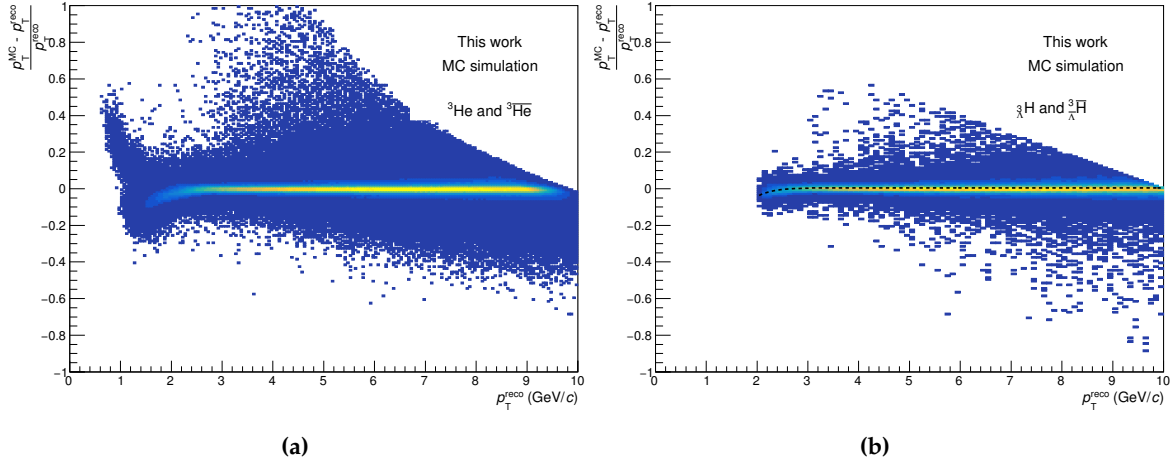 p_T^MC - p_T^reco
p_T^reco
This work
MC simulation
³He and ³H̅e̅
1
0.8
0.6
0.4
0.2
0
−0.2
−0.4
−0.6
−0.8
−1
0 1 2 3 4 5 6 7 8 9 10
p_T^reco (GeV/c)
(a)
p_T^MC - p_T^reco
p_T^reco
This work
MC simulation
³_ΛH and ³_Λ̅H̅
1
0.8
0.6
0.4
0.2
0
−0.2
−0.4
−0.6
−0.8
−1
0 1 2 3 4 5 6 7 8 9 10
p_T^reco (GeV/c)
(b)